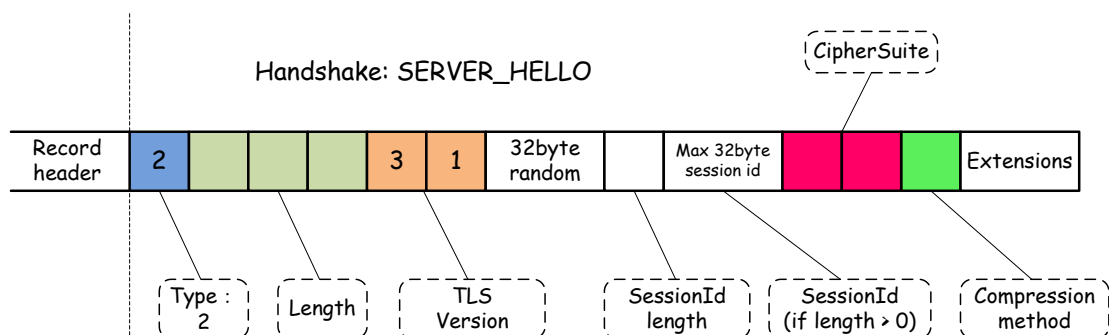 CipherSuite
Handshake: SERVER_HELLO
Record header
2
3
1
32byte random
Max 32byte session id
Extensions
Type : 2
Length
TLS Version
SessionId length
SessionId (if length > 0)
Compression method